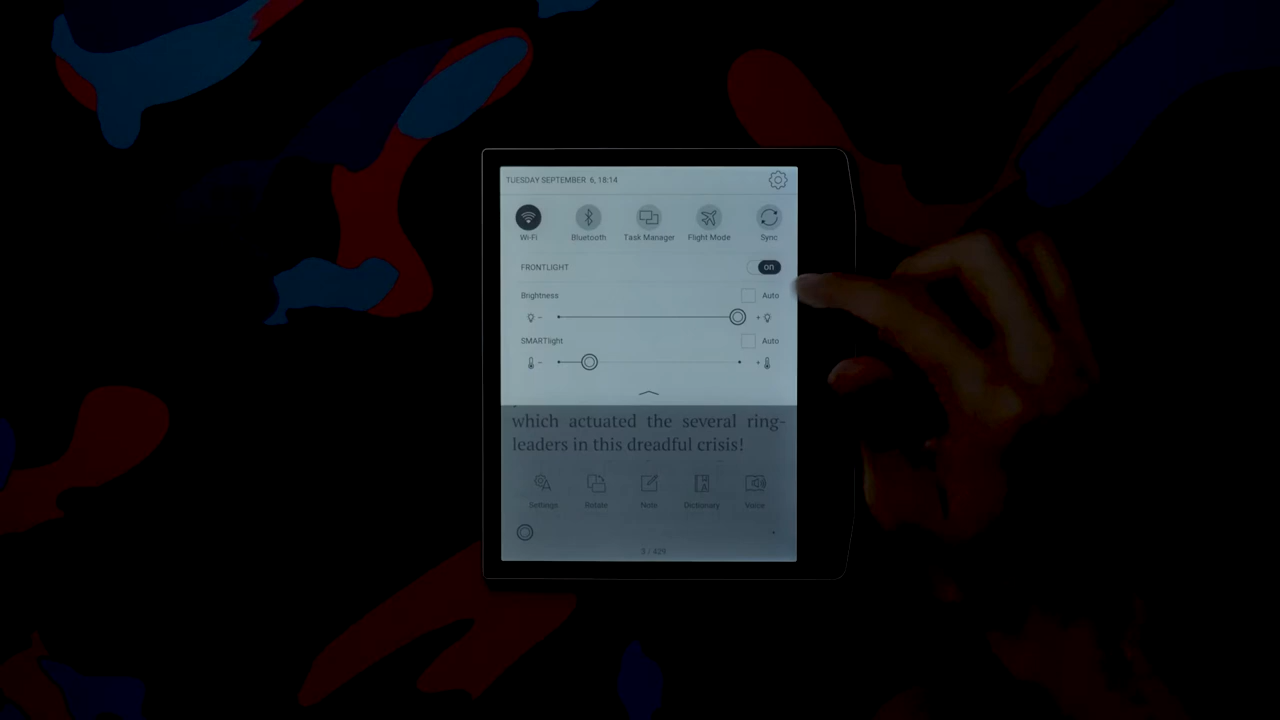 TUESDAY SEPTEMBER 6, 18:14
Wi-Fi Bluetooth Task Manager Flight Mode Sync
FRONTLIGHT on
Brightness Auto
SMARTlight Auto
which actuated the several ring-
leaders in this dreadful crisis!
Settings Rotate Note Dictionary Voice
/ 429